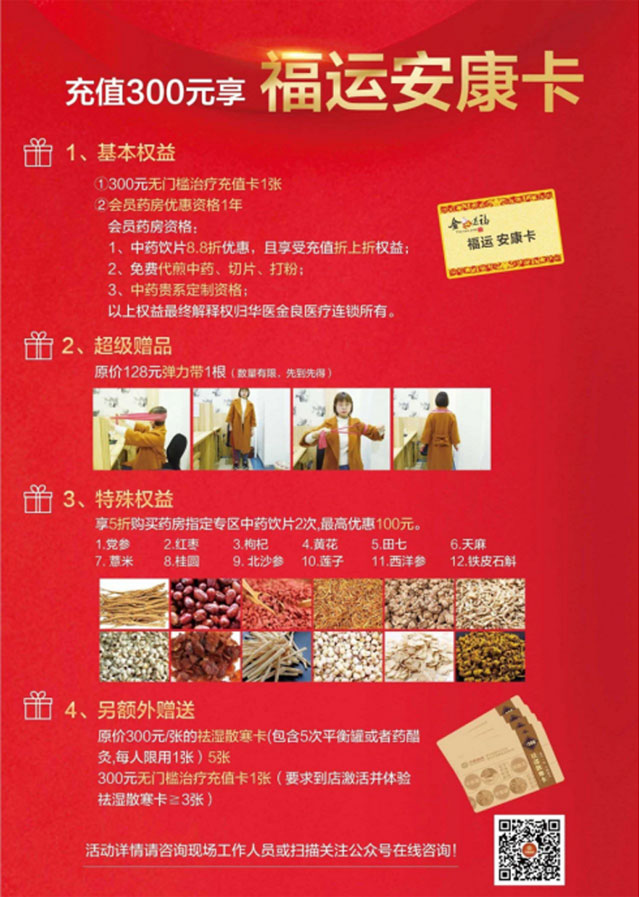 充值300元享 福运安康卡
1、基本权益
①300元无门槛治疗充值卡1张
②会员药房优惠资格1年
会员药房资格：
1、中药饮片8.8折优惠，且享受充值折上折权益；
2、免费代煎中药、切片、打粉；
3、中药贵系定制资格；
以上权益最终解释权归华医金良医疗连锁所有。
福运 安康卡
2、超级赠品
原价128元弹力带1根（数量有限，先到先得）
3、特殊权益
享5折购买药房指定专区中药饮片2次,最高优惠100元。
1.党参 2.红枣 3.枸杞 4.黄花 5.田七 6.天麻
7. 薏米 8.桂圆 9. 北沙参 10.莲子 11.西洋参 12.铁皮石斛
4、另额外赠送
原价300元/张的祛湿散寒卡(包含5次平衡罐或者药醋
灸,每人限用1张）5张
300元无门槛治疗充值卡1张（要求到店激活并体验
祛湿散寒卡≧3张）
活动详情请咨询现场工作人员或扫描关注公众号在线咨询！